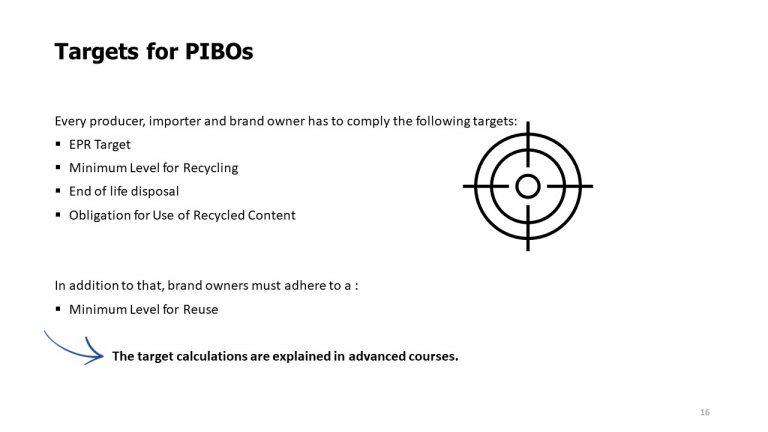 Targets for PIBOs
Every producer, importer and brand owner has to comply the following targets:
▪ EPR Target
▪ Minimum Level for Recycling
▪ End of life disposal
▪ Obligation for Use of Recycled Content
In addition to that, brand owners must adhere to a :
▪ Minimum Level for Reuse
The target calculations are explained in advanced courses.
16